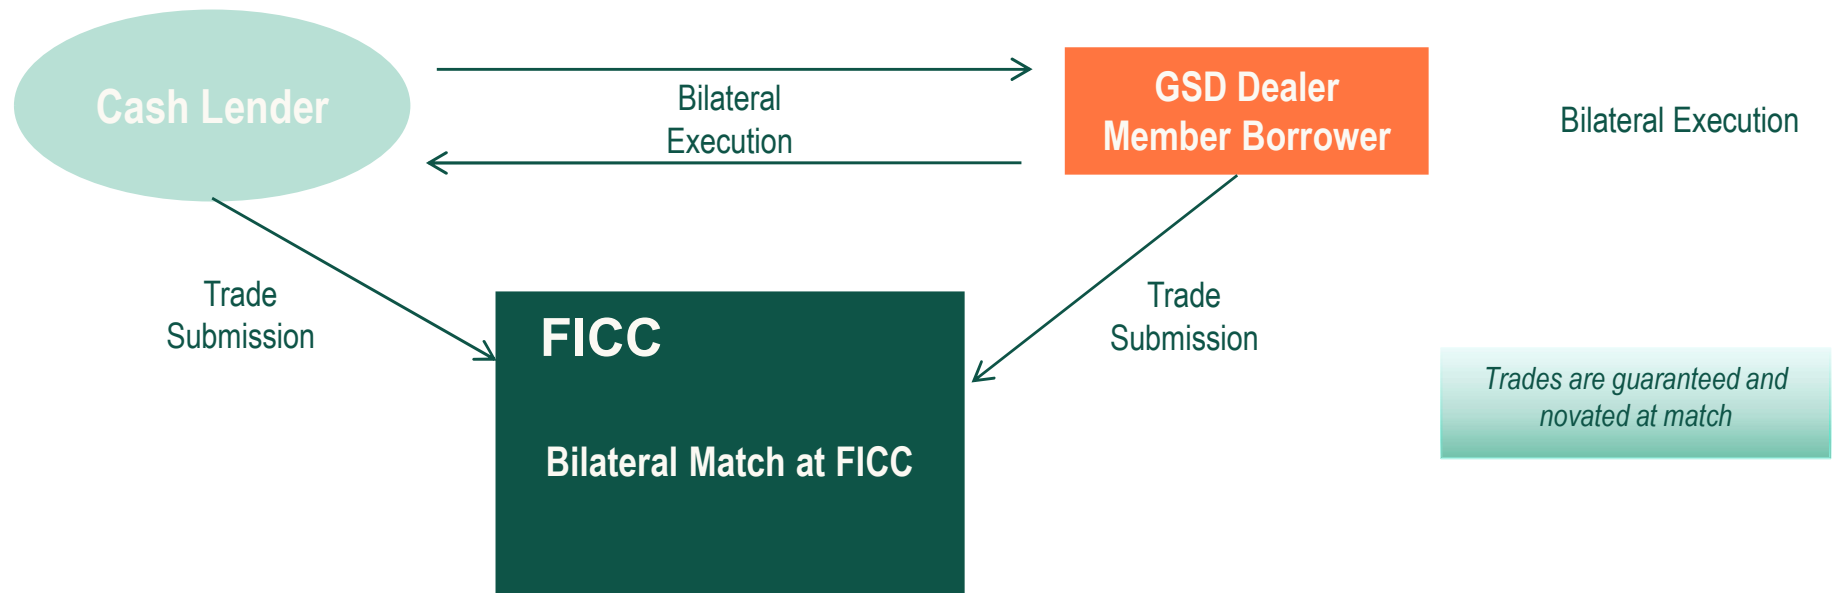 Cash Lender
Bilateral
Execution
GSD Dealer
Member Borrower
Bilateral Execution
Trade
Submission
Trade
Submission
FICC
Bilateral Match at FICC
Trades are guaranteed and
novated at match